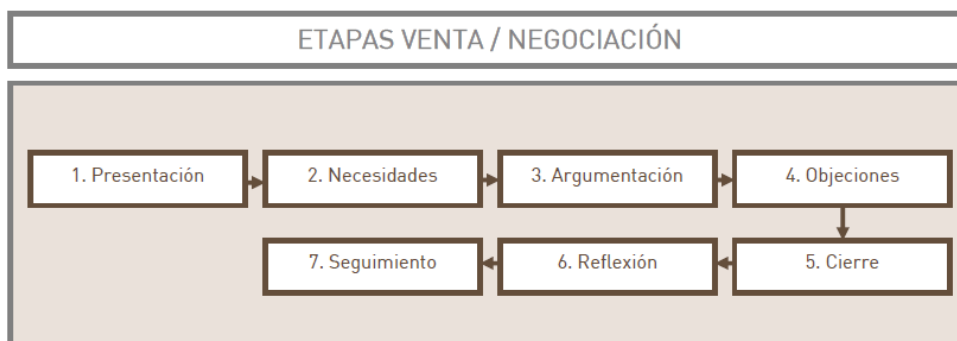 ETAPAS VENTA / NEGOCIACIÓN
1. Presentación
2. Necesidades
3. Argumentación
4. Objeciones
5. Cierre
6. Reflexión
7. Seguimiento